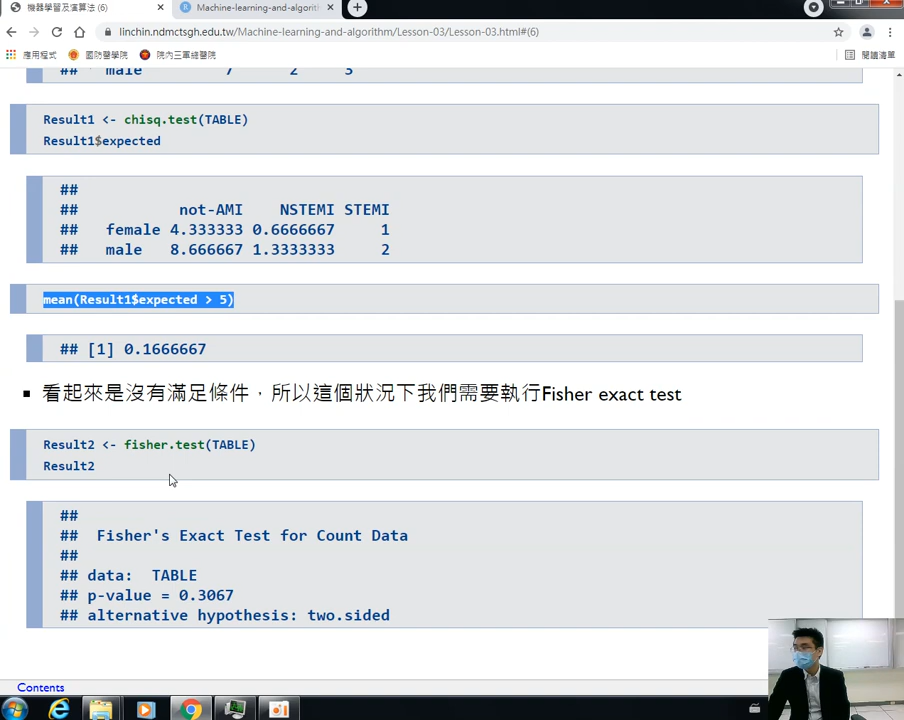 機器學習及演算法 (6)
Machine-learning-and-algorith
linchin.ndmctsgh.edu.tw/Machine-learning-and-algorithm/Lesson-03/Lesson-03.html#(6)
應用程式 國防醫學院 院內三軍總醫院 閱讀清單
## male 7 2 3
Result1 <- chisq.test(TABLE)
Result1$expected
##
## not-AMI NSTEMI STEMI
## female 4.333333 0.6666667 1
## male 8.666667 1.3333333 2
mean(Result1$expected > 5)
## [1] 0.1666667
看起來是沒有滿足條件，所以這個狀況下我們需要執行Fisher exact test
Result2 <- fisher.test(TABLE)
Result2
##
## Fisher's Exact Test for Count Data
##
## data: TABLE
## p-value = 0.3067
## alternative hypothesis: two.sided
Contents